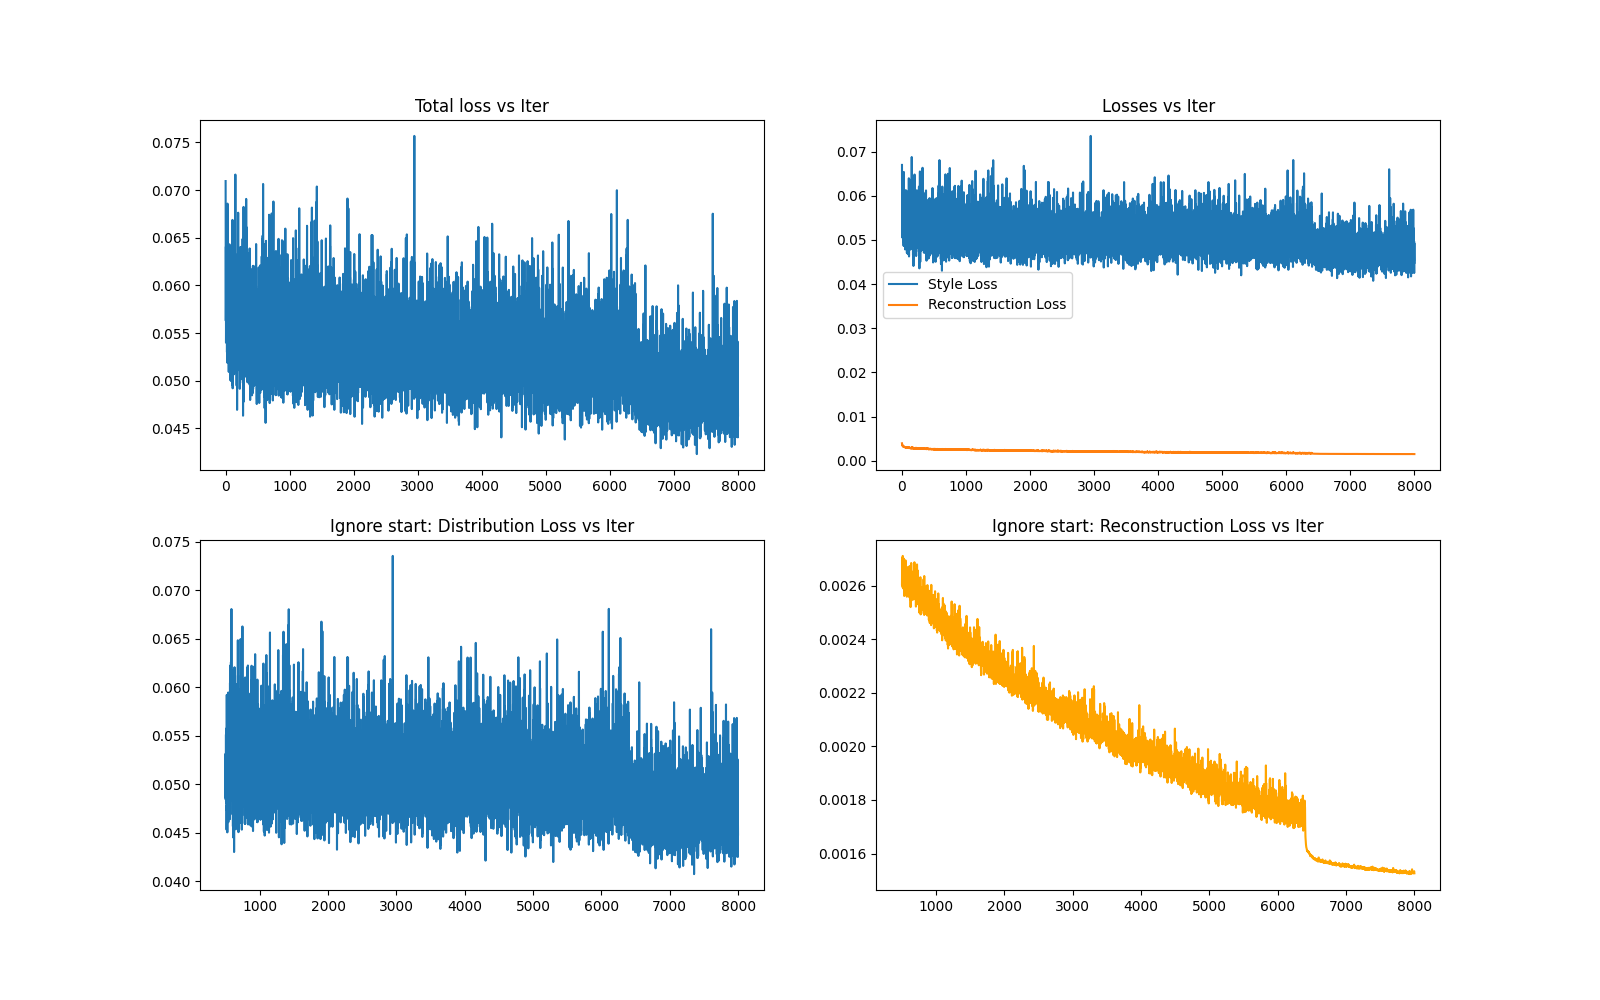 Total loss vs Iter
0.075
0.070
0.065
0.060
0.055
0.050
0.045
0 1000 2000 3000 4000 5000 6000 7000 8000
Losses vs Iter
0.07
0.06
0.05
0.04
0.03
0.02
0.01
0.00
Style Loss
Reconstruction Loss
0 1000 2000 3000 4000 5000 6000 7000 8000
Ignore start: Distribution Loss vs Iter
0.075
0.070
0.065
0.060
0.055
0.050
0.045
0.040
1000 2000 3000 4000 5000 6000 7000 8000
Ignore start: Reconstruction Loss vs Iter
0.0026
0.0024
0.0022
0.0020
0.0018
0.0016
1000 2000 3000 4000 5000 6000 7000 8000